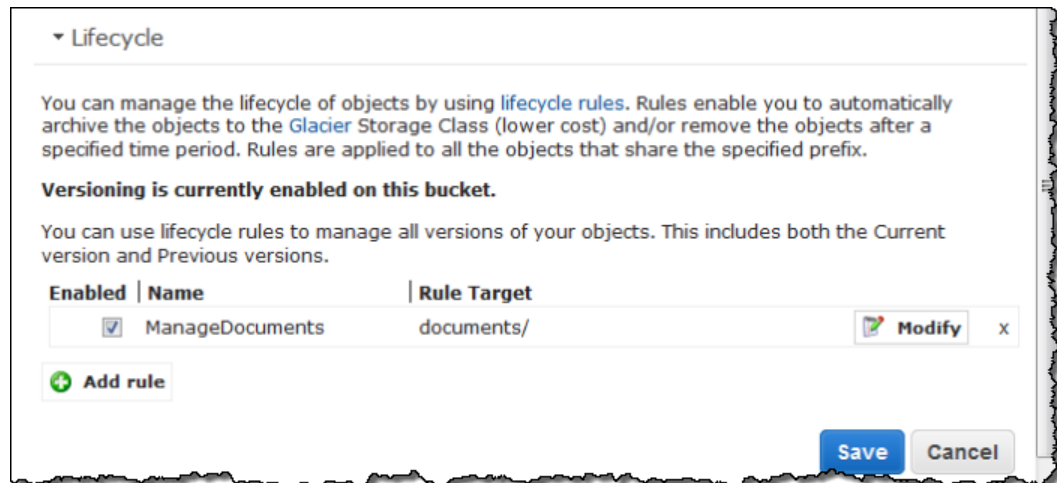 Lifecycle
You can manage the lifecycle of objects by using lifecycle rules. Rules enable you to automatically
archive the objects to the Glacier Storage Class (lower cost) and/or remove the objects after a
specified time period. Rules are applied to all the objects that share the specified prefix.
Versioning is currently enabled on this bucket.
You can use lifecycle rules to manage all versions of your objects. This includes both the Current
version and Previous versions.
Enabled Name Rule Target
ManageDocuments documents/ Modify x
Add rule
Save Cancel